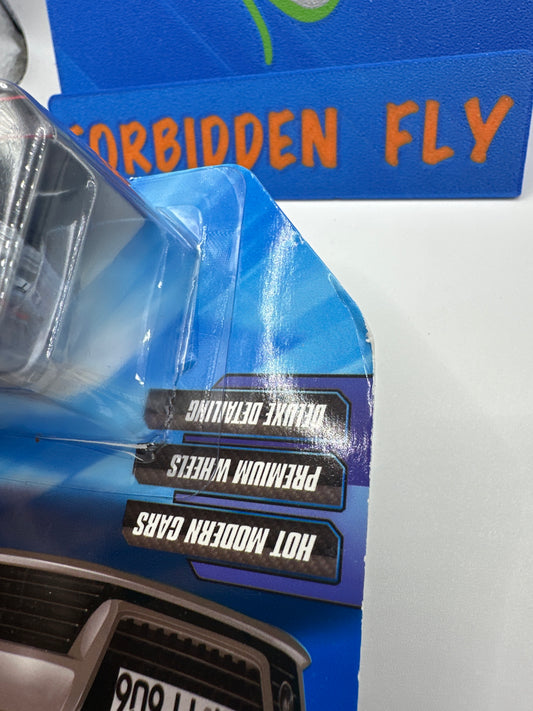 FORBIDDEN FLY
HOT MODERN CARS
PREMIUM WHEELS
DELUXE DETAILING